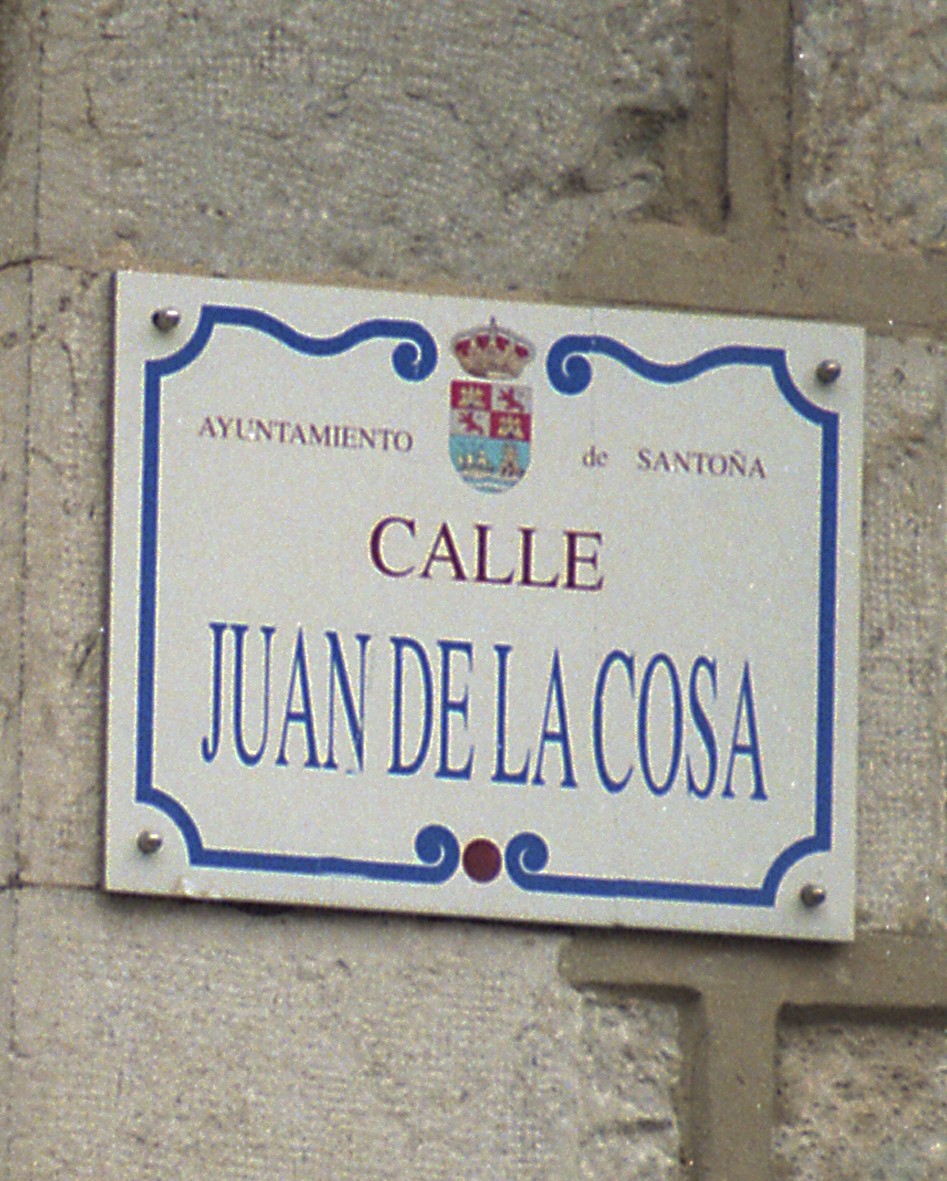 AYUNTAMIENTO de SANTOÑA
CALLE
JUAN DE LA COSA